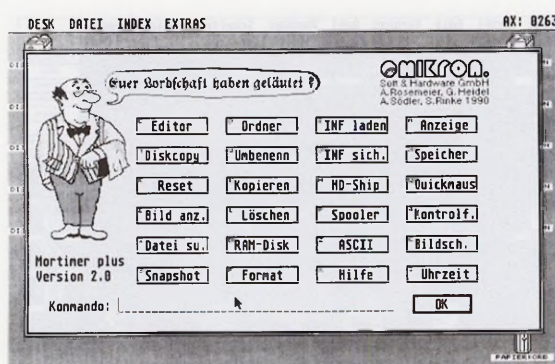 DESK DATEI INDEX EXTRAS AX: 0263
Euer Lordschaft haben geläutet ?
OMIKRON.
Soft & Hardware GmbH
A.Rosemeier, G.Heidel
A.Södler, S.Rinke 1990
Editor Ordner INF laden Anzeige
Diskcopy Umbenenn INF sich. Speicher
Reset Kopieren HD-Ship Quickmaus
Bild anz. Löschen Spooler Kontrolf.
Datei su. RAM-Disk ASCII Bildsch.
Snapshot Format Hilfe Uhrzeit
Mortimer plus
Version 2.0
Kommando: OK
PAPIERKORB